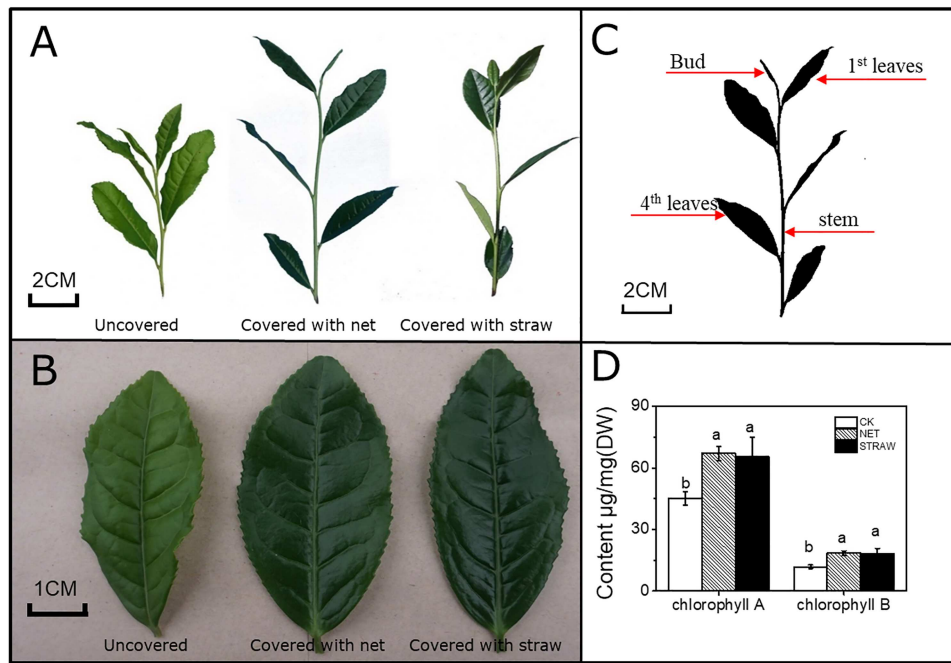 A
2CM
Uncovered
Covered with net
Covered with straw
B
1CM
Uncovered
Covered with net
Covered with straw
C
Bud
1st leaves
4th leaves
stem
2CM
D
Content µg/mg(DW)
90
60
30
0
CK
NET
STRAW
b
a
a
b
a
a
chlorophyll A
chlorophyll B